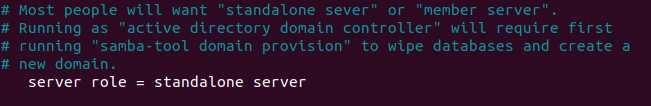 # Most people will want "standalone sever" or "member server".
# Running as "active directory domain controller" will require first
# running "samba-tool domain provision" to wipe databases and create a
# new domain.
server role = standalone server